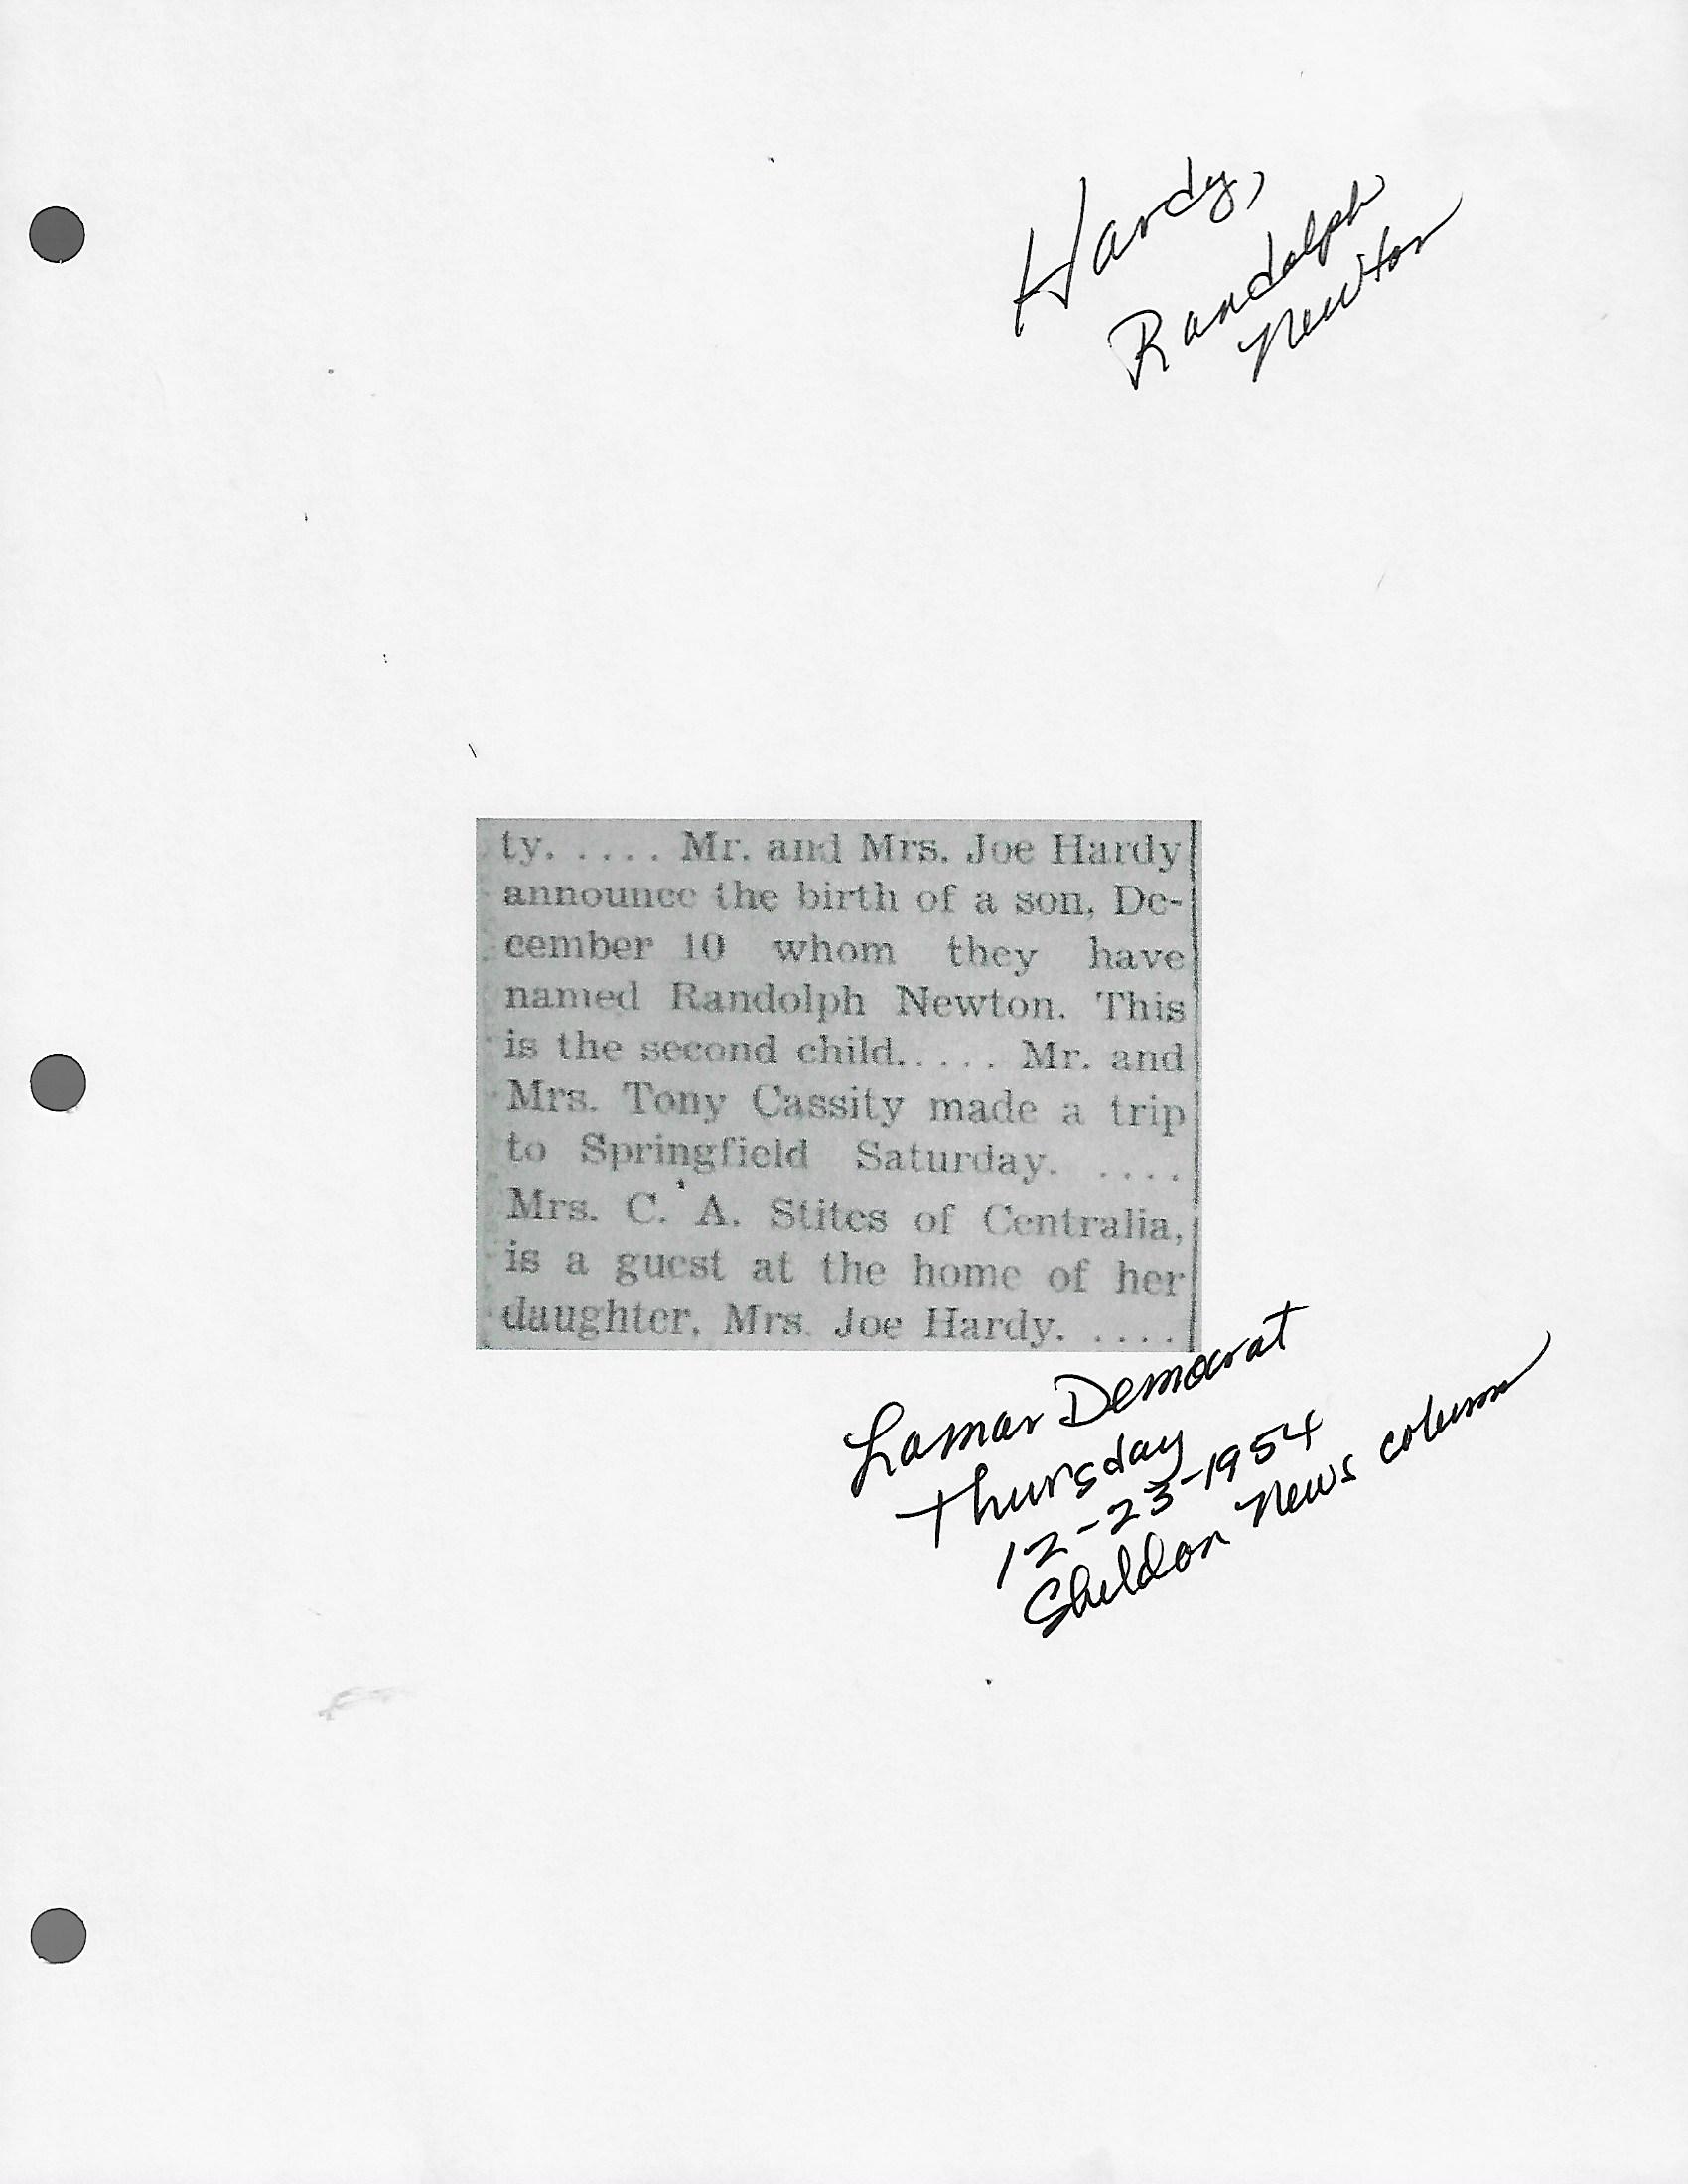 Hardy,
Randolph
Newton
ty. .... Mr. and Mrs. Joe Hardy
announce the birth of a son, De-
cember 10 whom they have
named Randolph Newton. This
is the second child..... Mr. and
Mrs. Tony Cassity made a trip
to Springfield Saturday. ....
Mrs. C. A. Stites of Centralia,
is a guest at the home of her
daughter, Mrs. Joe Hardy. ....
Lamar Democrat
Thursday
12-23-1954
Sheldon News column